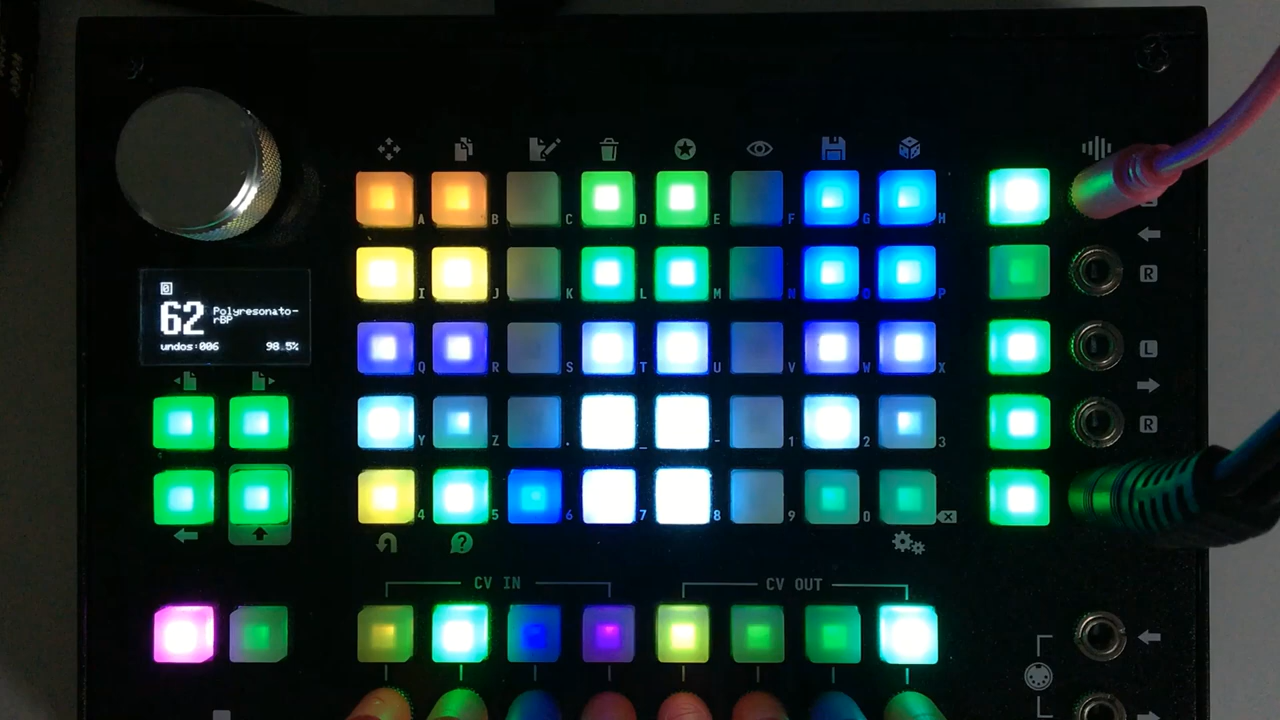 62 Polyresonato-
rBP
undos:006 98.5%
A B C D E F G H
R
I J K L M N O P
L
Q R S T U V W X
R
Y Z . _ - 1 2 3
4 5 6 7 8 9 0
CV IN CV OUT